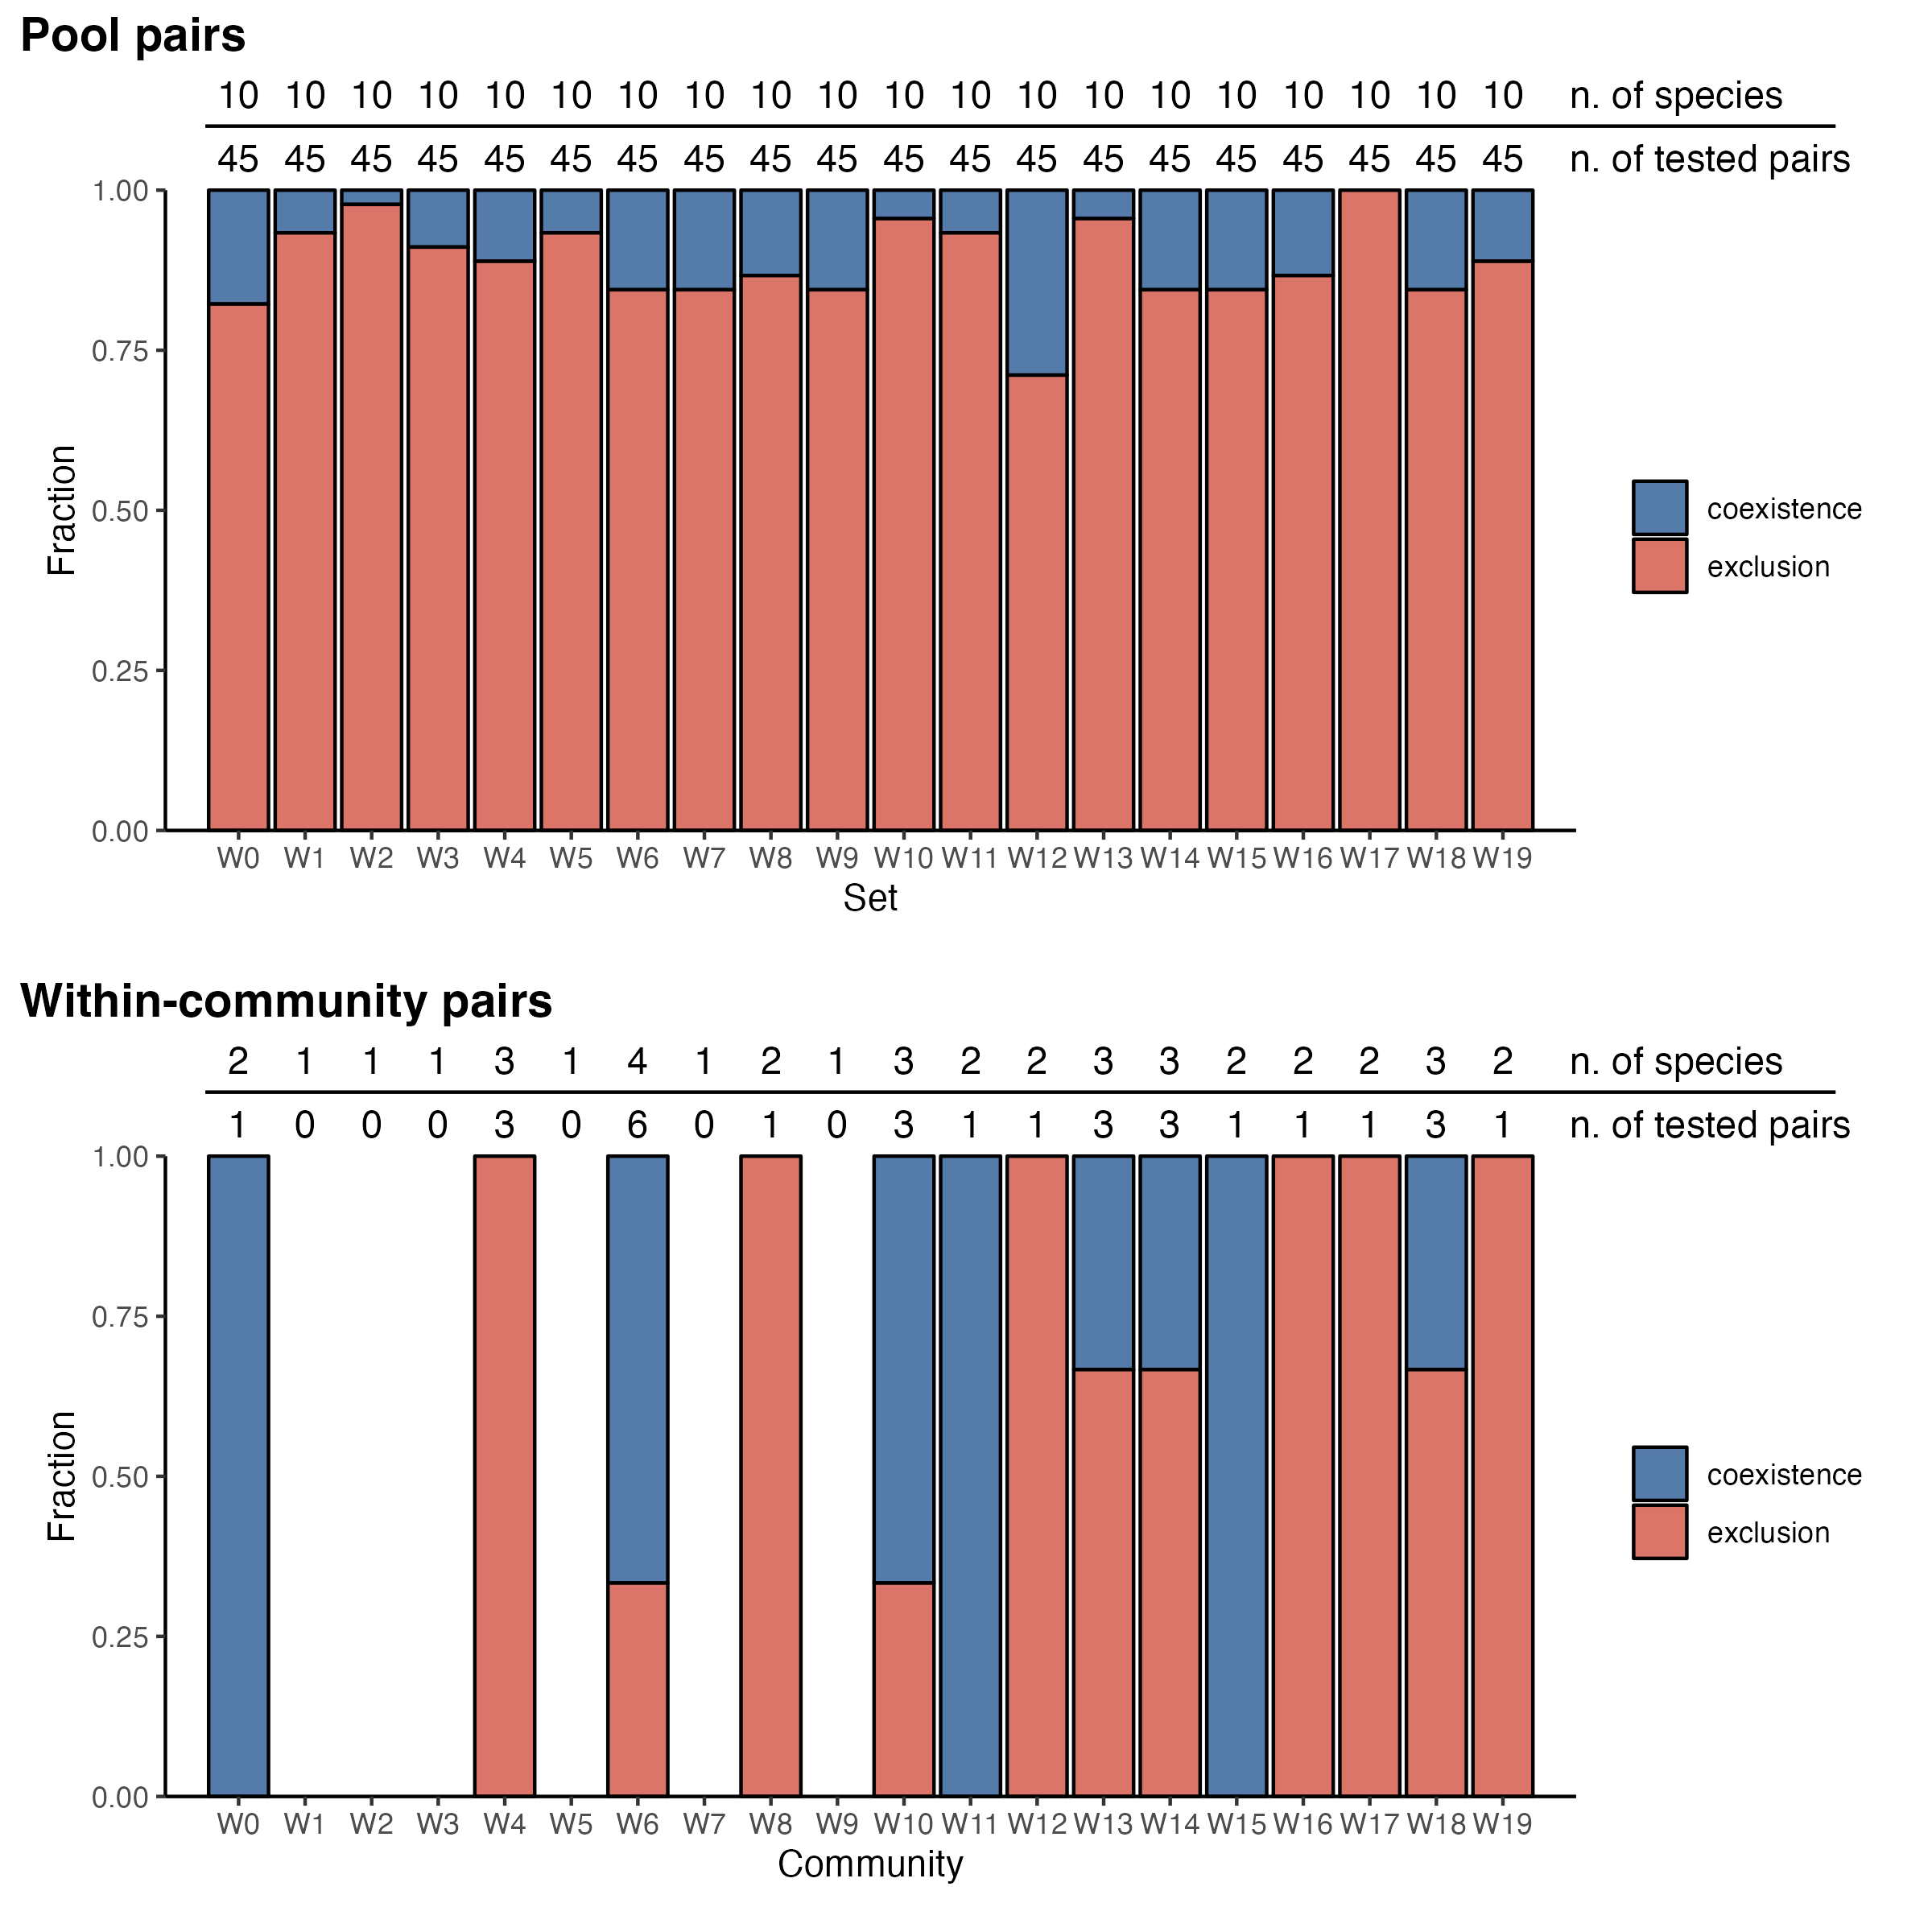 Pool pairs
10 10 10 10 10 10 10 10 10 10 10 10 10 10 10 10 10 10 10 10 n. of species
45 45 45 45 45 45 45 45 45 45 45 45 45 45 45 45 45 45 45 45 n. of tested pairs
1.00
0.75
0.50
0.25
0.00
Fraction
W0 W1 W2 W3 W4 W5 W6 W7 W8 W9 W10 W11 W12 W13 W14 W15 W16 W17 W18 W19
Set
coexistence
exclusion
Within-community pairs
2 1 1 1 3 1 4 1 2 1 3 2 2 3 3 2 2 2 3 2 n. of species
1 0 0 0 3 0 6 0 1 0 3 1 1 3 3 1 1 1 3 1 n. of tested pairs
1.00
0.75
0.50
0.25
0.00
Fraction
W0 W1 W2 W3 W4 W5 W6 W7 W8 W9 W10 W11 W12 W13 W14 W15 W16 W17 W18 W19
Community
coexistence
exclusion